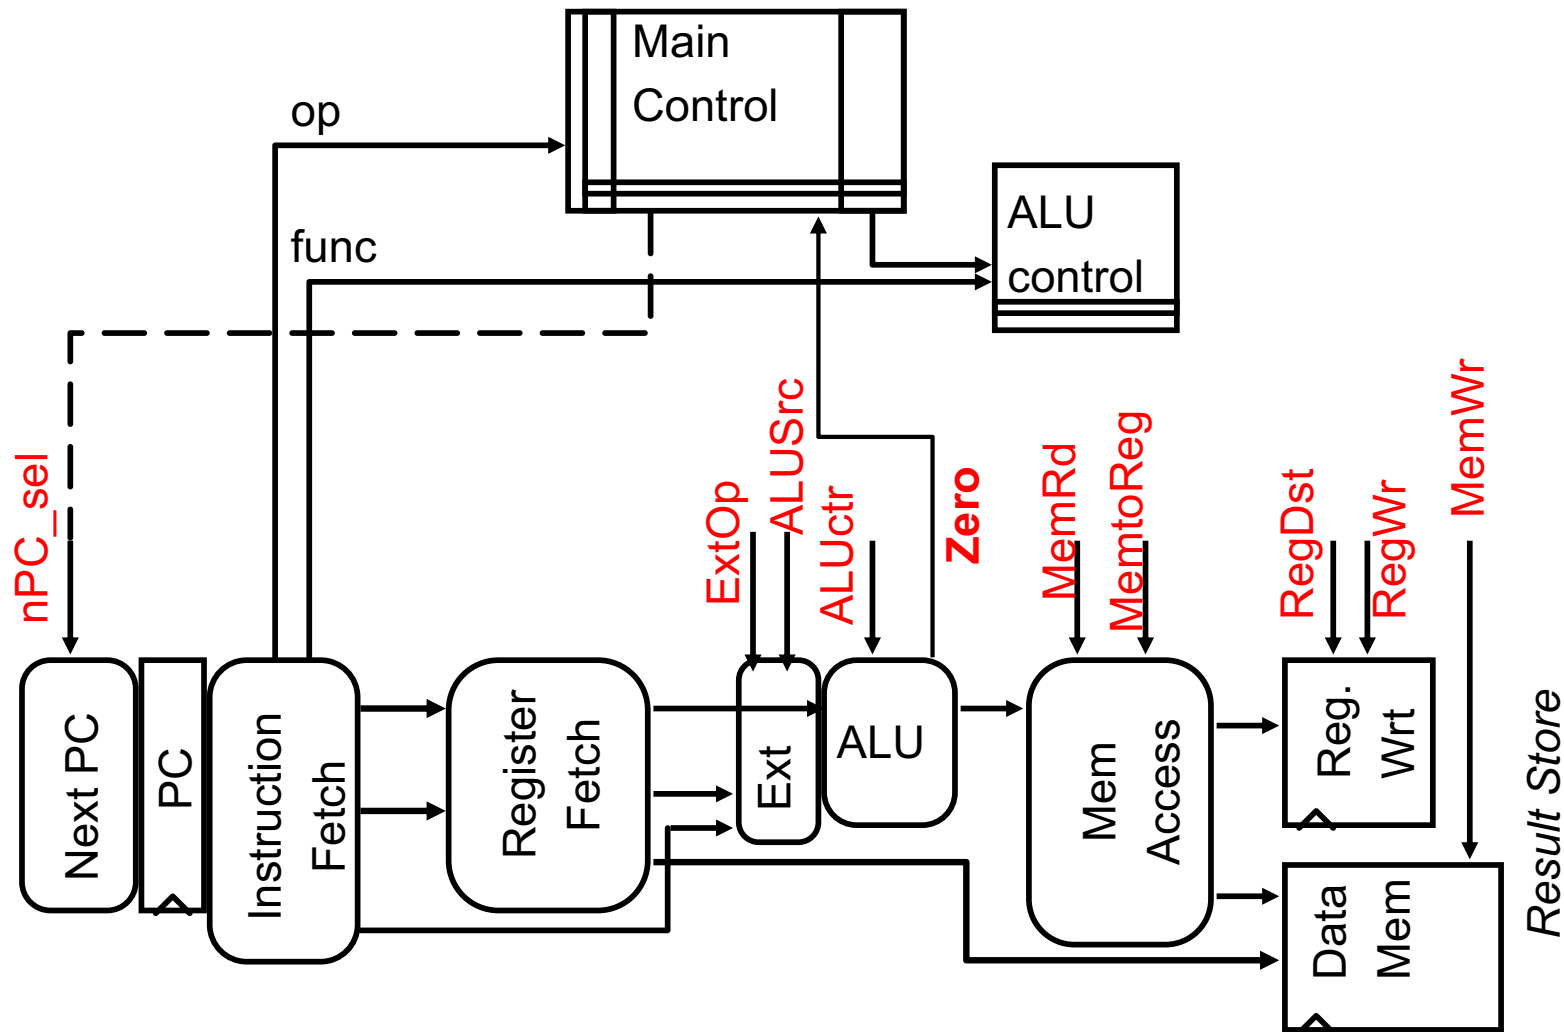 Main
Control
op
ALU
control
func
nPC_sel
ExtOp
ALUSrc
ALUctr
Zero
MemRd
MemtoReg
RegDst
RegWr
MemWr
Next PC
PC
Instruction
Fetch
Register
Fetch
Ext
ALU
Mem
Access
Reg.
Wrt
Data
Mem
Result Store